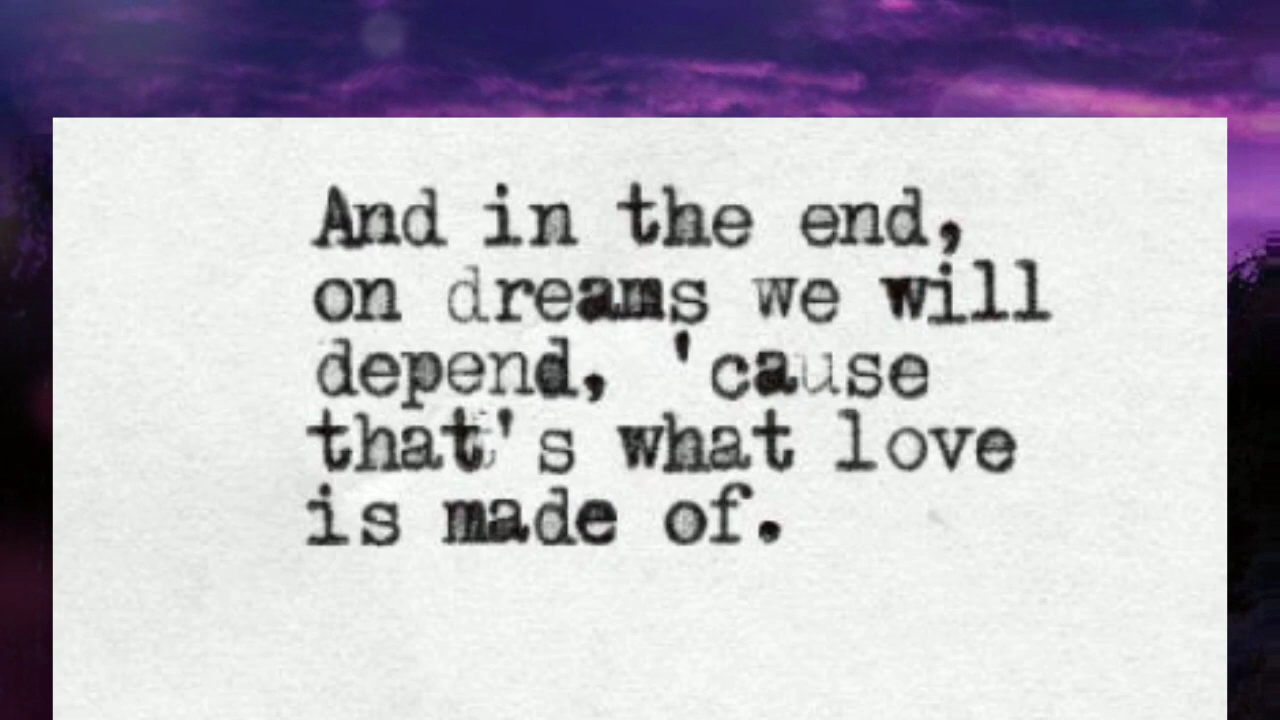 And in the end,
on dreams we will
depend, 'cause
that's what love
is made of.